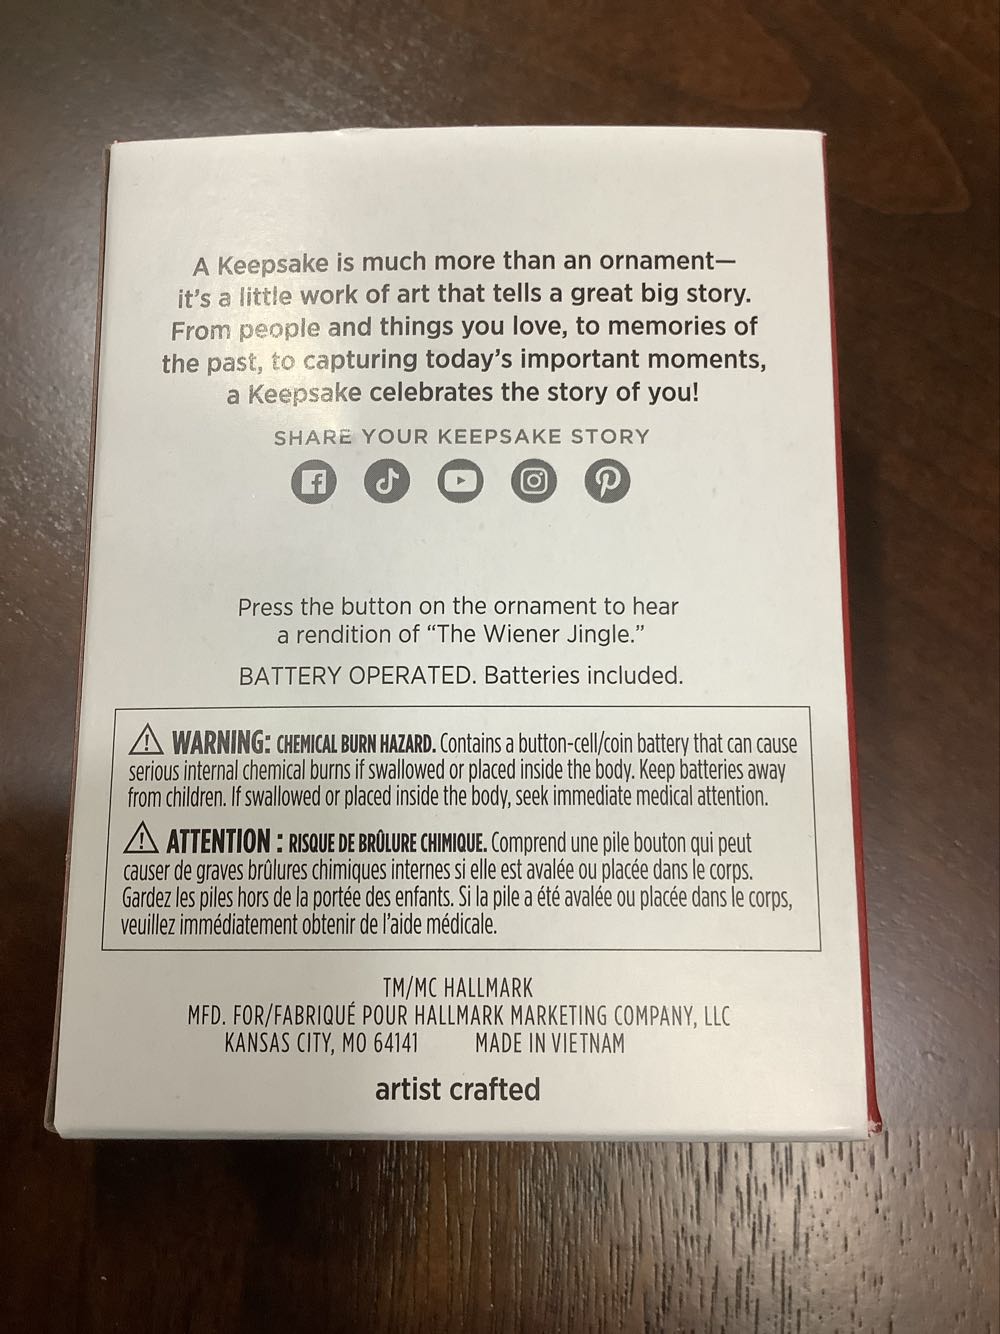 A Keepsake is much more than an ornament—
it's a little work of art that tells a great big story.
From people and things you love, to memories of
the past, to capturing today's important moments,
a Keepsake celebrates the story of you!
SHARE YOUR KEEPSAKE STORY
Press the button on the ornament to hear
a rendition of “The Wiener Jingle.”
BATTERY OPERATED. Batteries included.
WARNING: CHEMICAL BURN HAZARD. Contains a button-cell/coin battery that can cause
serious internal chemical burns if swallowed or placed inside the body. Keep batteries away
from children. If swallowed or placed inside the body, seek immediate medical attention.
ATTENTION : RISQUE DE BRÛLURE CHIMIQUE. Comprend une pile bouton qui peut
causer de graves brûlures chimiques internes si elle est avalée ou placée dans le corps.
Gardez les piles hors de la portée des enfants. Si la pile a été avalée ou placée dans le corps,
veuillez immédiatement obtenir de l'aide médicale.
TM/MC HALLMARK
MFD. FOR/FABRIQUÉ POUR HALLMARK MARKETING COMPANY, LLC
KANSAS CITY, MO 64141 MADE IN VIETNAM
artist crafted